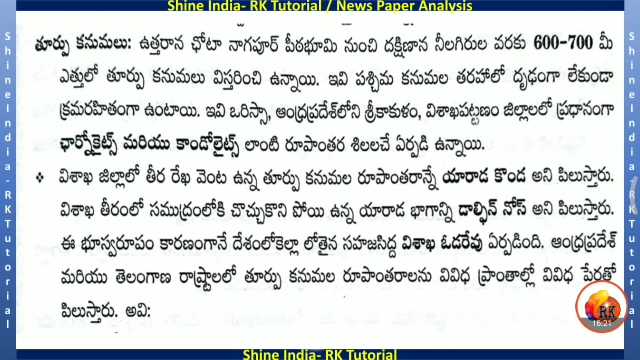 Shine India- RK Tutorial / News Paper Analysis
తూర్పు కనుమలు: ఉత్తరాన ఛోటా నాగపూర్ పీఠభూమి నుంచి దక్షిణాన నీలగిరుల వరకు 600-700 మీ
ఎత్తులో తూర్పు కనుమలు విస్తరించి ఉన్నాయి. ఇవి పశ్చిమ కనుమల తరహాలో దృఢంగా లేకుండా
క్రమరహితంగా ఉంటాయి. ఇవి ఒరిస్సా, ఆంధ్రప్రదేశ్‌లోని శ్రీకాకుళం, విశాఖపట్టణం జిల్లాలలో ప్రధానంగా
ఛార్నోకైట్స్ మరియు కాండోలైట్స్ లాంటి రూపాంతర శిలలచే ఏర్పడి ఉన్నాయి.
❖ విశాఖ జిల్లాలో తీర రేఖ వెంట ఉన్న తూర్పు కనుమల రూపాంతరాన్నే యారాడ కొండ అని పిలుస్తారు.
విశాఖ తీరంలో సముద్రంలోకి చొచ్చుకొని పోయి ఉన్న యారాడ భాగాన్ని డాల్ఫిన్ నోస్ అని పిలుస్తారు.
ఈ భూస్వరూపం కారణంగానే దేశంలోకెల్లా లోతైన సహజసిద్ధ విశాఖ ఓడరేవు ఏర్పడింది. ఆంధ్రప్రదేశ్
మరియు తెలంగాణ రాష్ట్రాలలో తూర్పు కనుమల రూపాంతరాలను వివిధ ప్రాంతాల్లో వివిధ పేర్లతో
పిలుస్తారు. అవి:
Shine India-RK Tutorial
Shine India-RK Tutorial
RK
16:21
Shine India- RK Tutorial